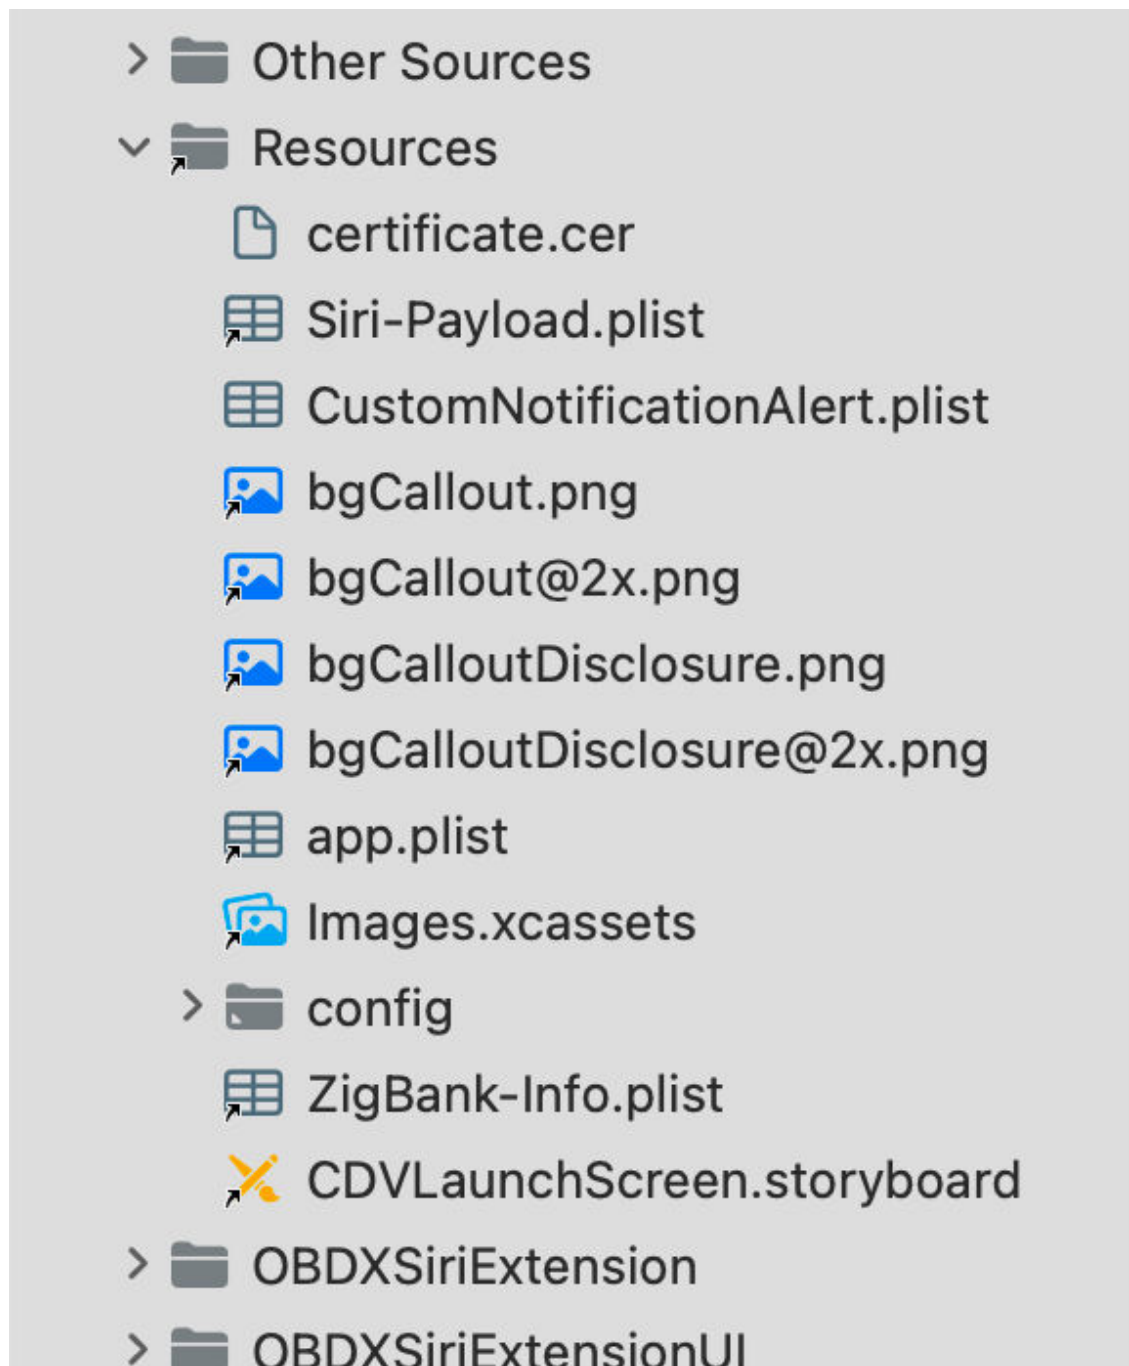 Other Sources
Resources
certificate.cer
Siri-Payload.plist
CustomNotificationAlert.plist
bgCallout.png
bgCallout@2x.png
bgCalloutDisclosure.png
bgCalloutDisclosure@2x.png
app.plist
Images.xcassets
config
ZigBank-Info.plist
CDVLaunchScreen.storyboard
OBDXSiriExtension
OBDXSiriExtensionUI